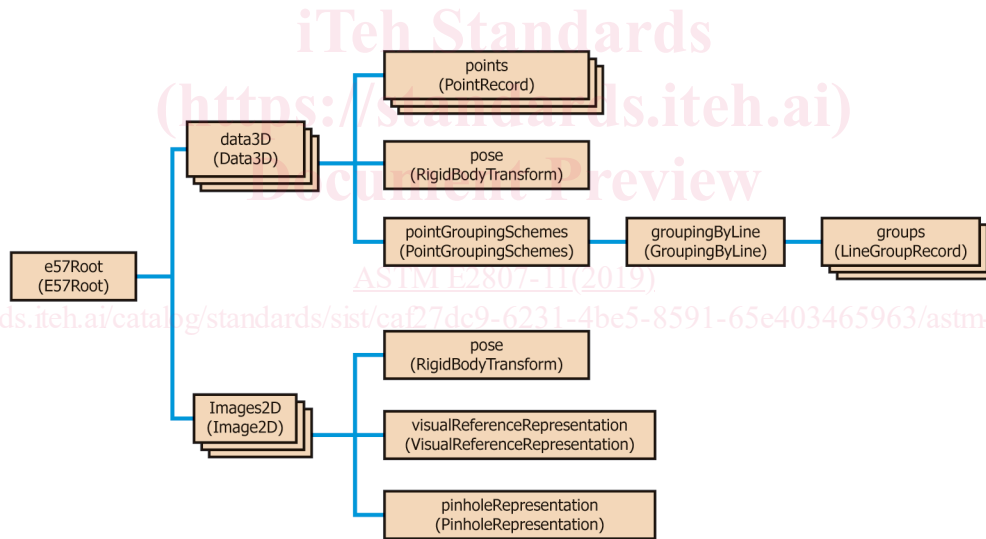 iTeh Standards
(https://standards.iteh.ai)
Document Preview
ASTM E2807-11(2019)
ds.iteh.ai/catalog/standards/sist/caf27dc9-6231-4be5-8591-65e403465963/astm-
e57Root
(E57Root)
data3D
(Data3D)
points
(PointRecord)
pose
(RigidBodyTransform)
pointGroupingSchemes
(PointGroupingSchemes)
groupingByLine
(GroupingByLine)
groups
(LineGroupRecord)
Images2D
(Image2D)
pose
(RigidBodyTransform)
visualReferenceRepresentation
(VisualReferenceRepresentation)
pinholeRepresentation
(PinholeRepresentation)